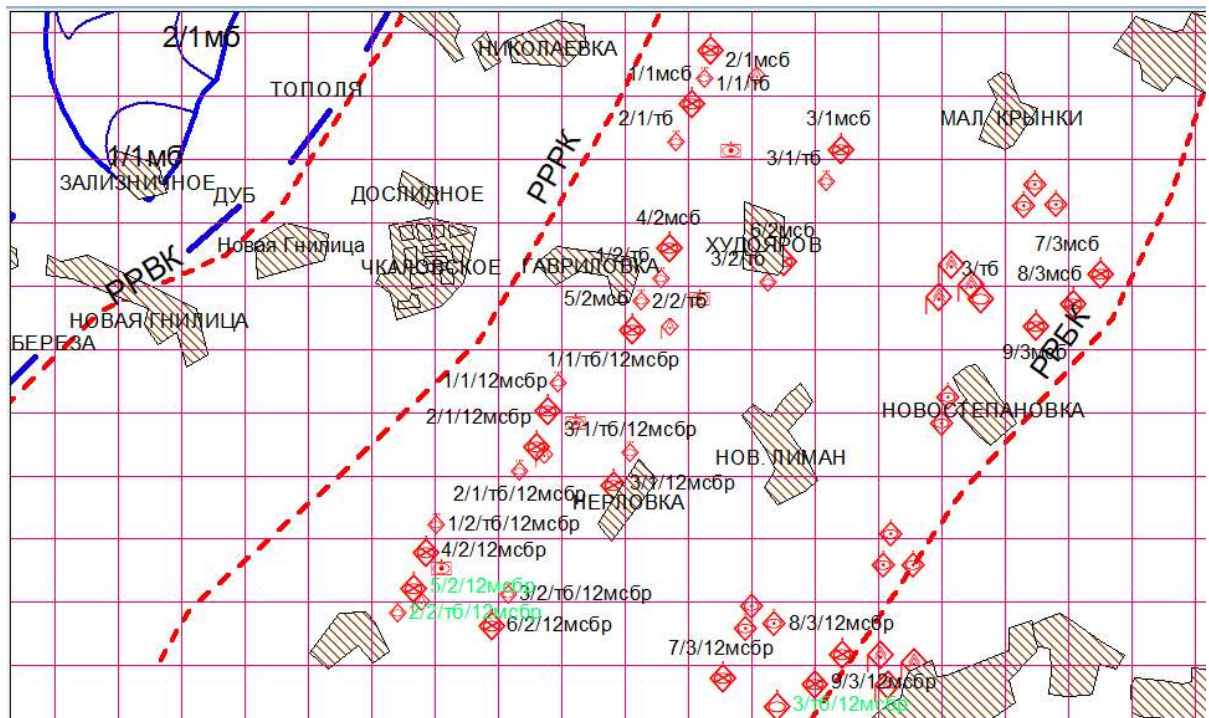 2/1мб
НИКОЛАЕВКА
2/1мсб
1/1мсб
1/1/тб
ТОПОЛЯ
2/1/тб
3/1мсб
МАЛ. КРЫНКИ
1/1мб
3/1/тб
РРРК
ЗАЛИЗНИЧНОЕ
ДУБ
ДОСЛИДНОЕ
4/2мсб
6/2мсб
Новая Гнилица
ХУДОЯРОВ
7/3мсб
1/2/тб
3/2/тб
ЧКАЛОВСКОЕ
ГАВРИЛОВКА
3/тб
8/3мсб
РРВК
5/2мсб
2/2/тб
НОВАЯ ГНИЛИЦА
БЕРЕЗА
9/3мсб
РРБК
1/1/тб/12мсбр
1/1/12мсбр
2/1/12мсбр
НОВОСТЕПАНОВКА
3/1/тб/12мсбр
НОВ. ЛИМАН
2/1/тб/12мсбр
3/1/12мсбр
ПЕРЛОВКА
1/2/тб/12мсбр
4/2/12мсбр
5/2/12мсбр
3/2/тб/12мсбр
2/2/тб/12мсбр
6/2/12мсбр
8/3/12мсбр
7/3/12мсбр
9/3/12мсбр
3/тб/12мсбр